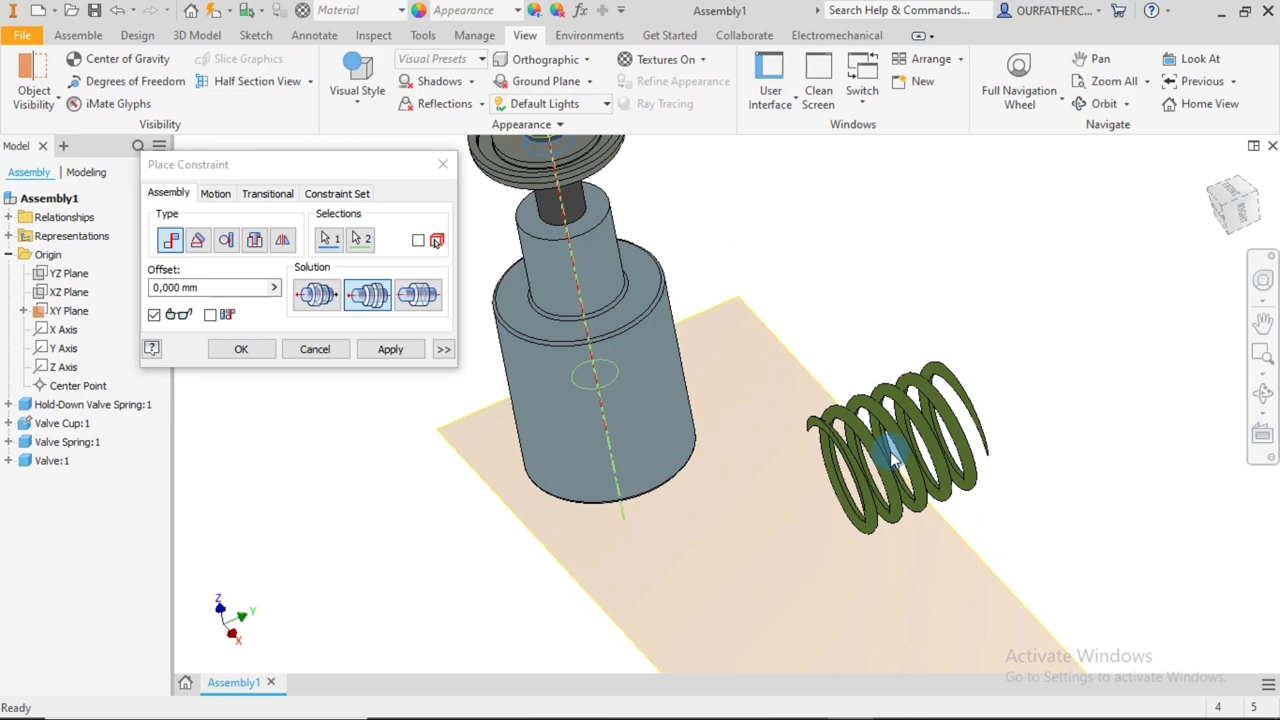 Material
Appearance
Assembly1
Search Help & Commands...
OURFATHERC...
File
Assemble
Design
3D Model
Sketch
Annotate
Inspect
Tools
Manage
View
Environments
Get Started
Collaborate
Electromechanical
Object
Visibility
Center of Gravity
Degrees of Freedom
iMate Glyphs
Slice Graphics
Half Section View
Visibility
Visual Style
Visual Presets
Shadows
Reflections
Orthographic
Ground Plane
Default Lights
Textures On
Refine Appearance
Ray Tracing
Appearance
User
Interface
Clean
Screen
Switch
Arrange
New
Windows
Full Navigation
Wheel
Pan
Zoom All
Orbit
Look At
Previous
Home View
Navigate
Model
Assembly
Modeling
Assembly1
Relationships
Representations
Origin
YZ Plane
XZ Plane
XY Plane
X Axis
Y Axis
Z Axis
Center Point
Hold-Down Valve Spring:1
Valve Cup:1
Valve Spring:1
Valve:1
Place Constraint
Assembly
Motion
Transitional
Constraint Set
Type
Selections
1
2
Offset:
0,000 mm
Solution
OK
Cancel
Apply
>>
Z
Y
X
Activate Windows
Go to Settings to activate Windows.
Assembly1
Ready
4
5